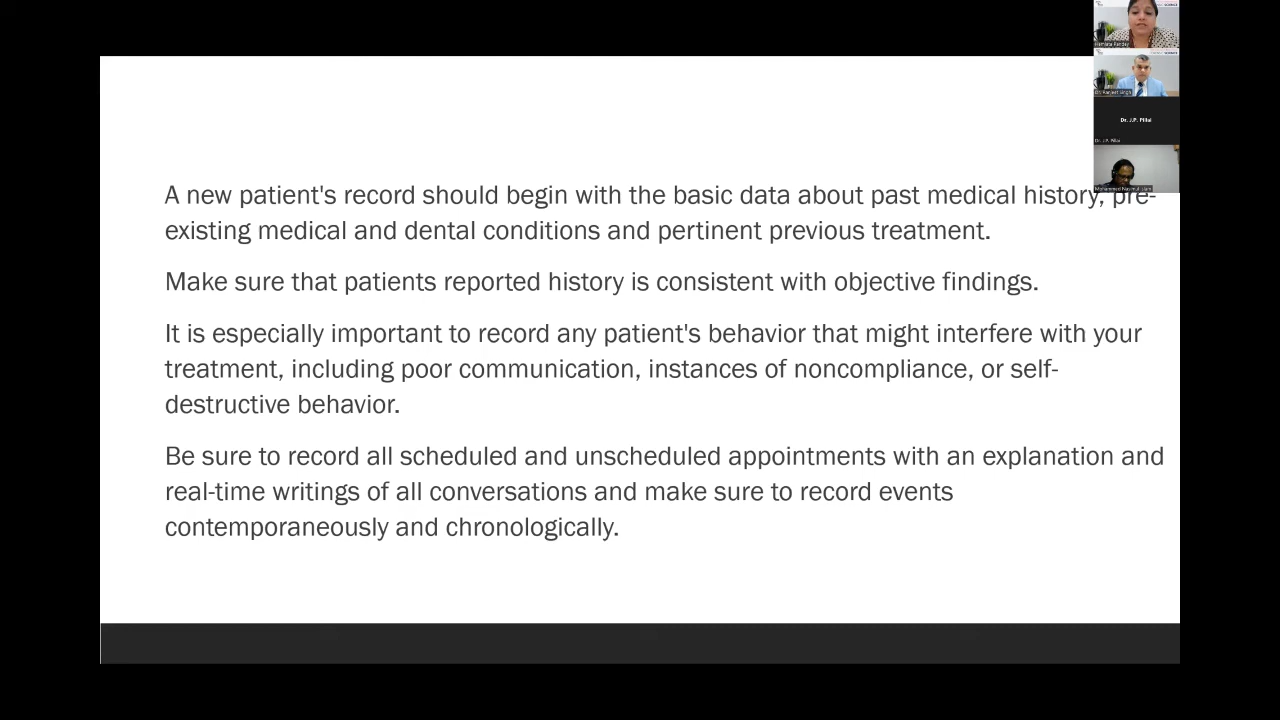 A new patient's record should begin with the basic data about past medical history, pre-
existing medical and dental conditions and pertinent previous treatment.
Make sure that patients reported history is consistent with objective findings.
It is especially important to record any patient's behavior that might interfere with your
treatment, including poor communication, instances of noncompliance, or self-
destructive behavior.
Be sure to record all scheduled and unscheduled appointments with an explanation and
real-time writings of all conversations and make sure to record events
contemporaneously and chronologically.
Dr. J.P. Pillai
Dr. J.P. Pillai